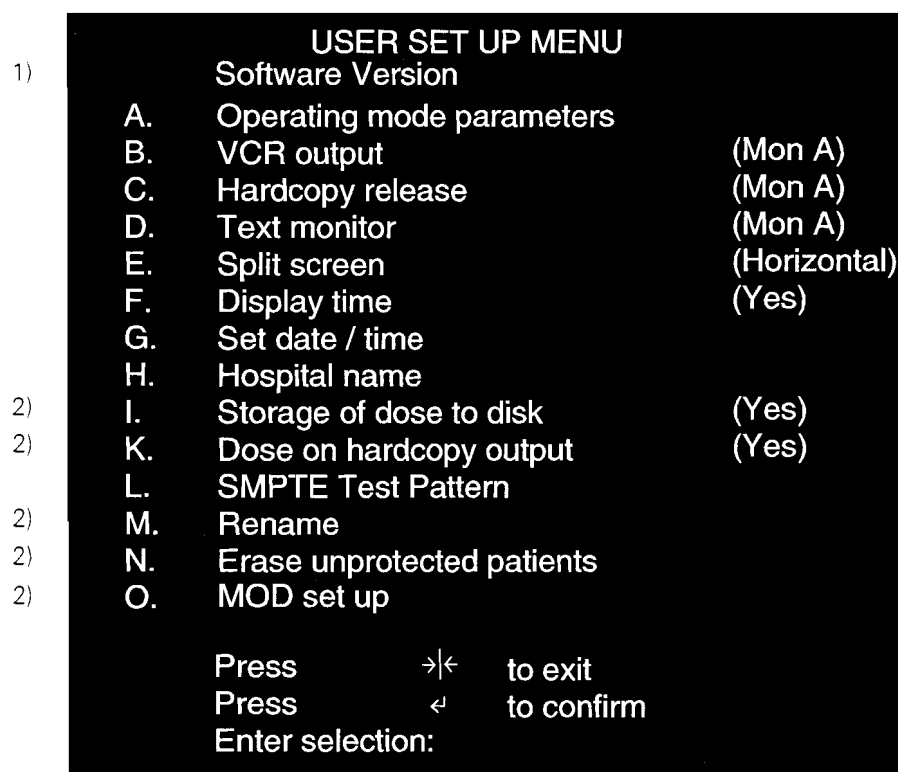 USER SET UP MENU
1) Software Version
A. Operating mode parameters
B. VCR output (Mon A)
C. Hardcopy release (Mon A)
D. Text monitor (Mon A)
E. Split screen (Horizontal)
F. Display time (Yes)
G. Set date / time
H. Hospital name
2) I. Storage of dose to disk (Yes)
2) K. Dose on hardcopy output (Yes)
L. SMPTE Test Pattern
2) M. Rename
2) N. Erase unprotected patients
2) O. MOD set up
Press →|← to exit
Press ↵ to confirm
Enter selection: